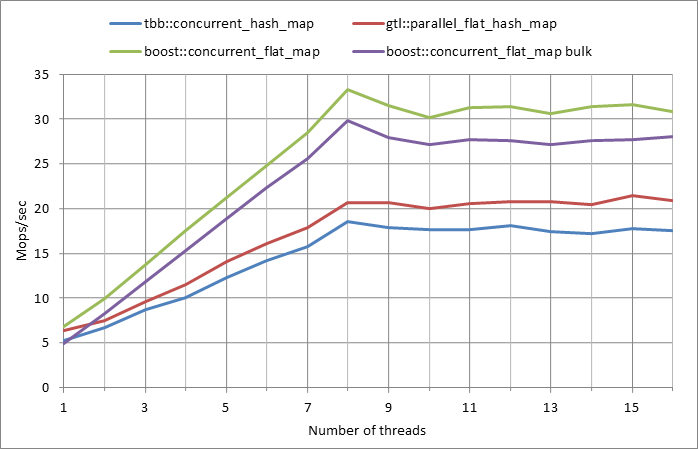 tbb::concurrent_hash_map gtl::parallel_flat_hash_map
boost::concurrent_flat_map boost::concurrent_flat_map bulk
35
30
25
20
15
10
5
0
Mops/sec
1 3 5 7 9 11 13 15
Number of threads